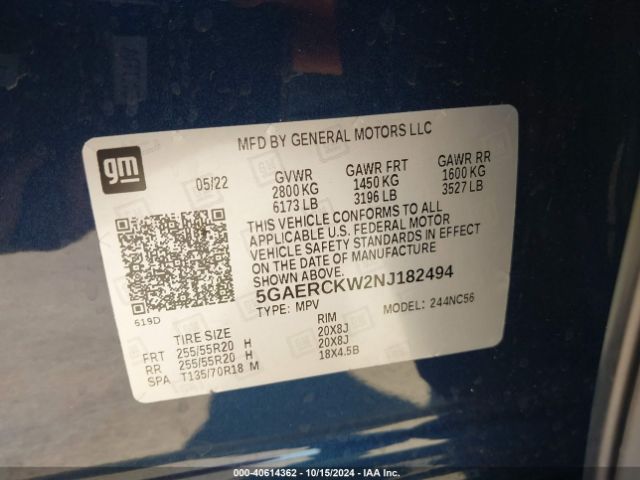 MFD BY GENERAL MOTORS LLC
gm
05/22
GVWR GAWR FRT GAWR RR
2800 KG 1450 KG 1600 KG
6173 LB 3196 LB 3527 LB
THIS VEHICLE CONFORMS TO ALL
APPLICABLE U.S. FEDERAL MOTOR
VEHICLE SAFETY STANDARDS IN EFFECT
ON THE DATE OF MANUFACTURE
SHOWN ABOVE.
5GAERCKW2NJ182494
TYPE: MPV MODEL: 244NC56
619D
TIRE SIZE RIM
FRT 255/55R20 H 20X8J
RR 255/55R20 H 20X8J
SPA T135/70R18 M 18X4.5B
000-40614362 - 10/15/2024 - IAA Inc.